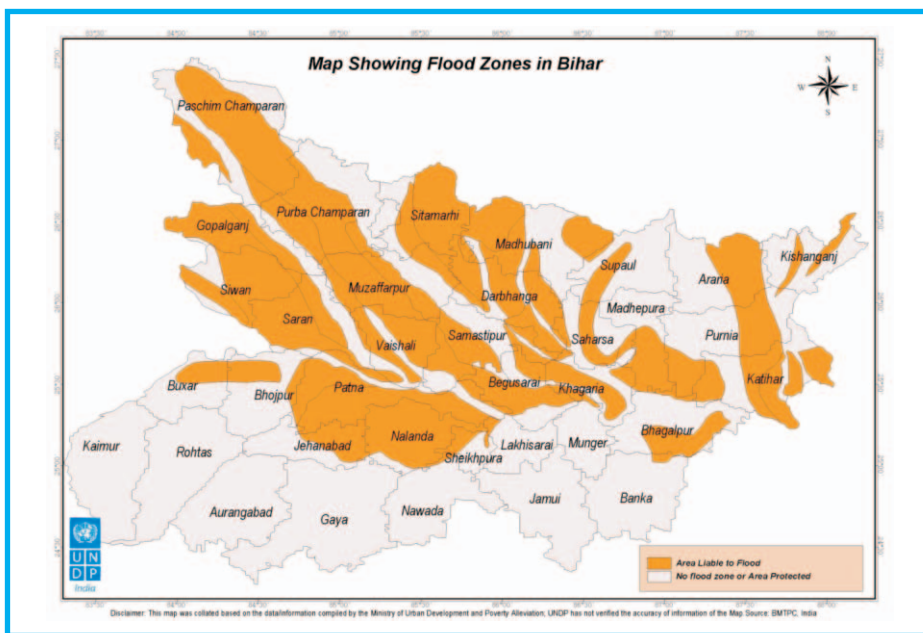 Map Showing Flood Zones in Bihar
N
W E
S
Paschim Champaran
Gopalganj
Purba Champaran
Sitamarhi
Madhubani
Supaul
Araria
Kishanganj
Siwan
Muzaffarpur
Darbhanga
Madhepura
Saran
Vaishali
Samastipur
Saharsa
Purnia
Buxar
Bhojpur
Patna
Begusarai
Khagaria
Katihar
Kaimur
Rohtas
Jehanabad
Nalanda
Sheikhpura
Lakhisarai
Munger
Bhagalpur
Aurangabad
Gaya
Nawada
Jamui
Banka
U N
D P
India
Area Liable to Flood
No flood zone or Area Protected
Disclaimer: This map was collated based on the data/information compiled by the Ministry of Urban Development and Poverty Alleviation; UNDP has not verified the accuracy of information of the Map Source: BMTPC, India